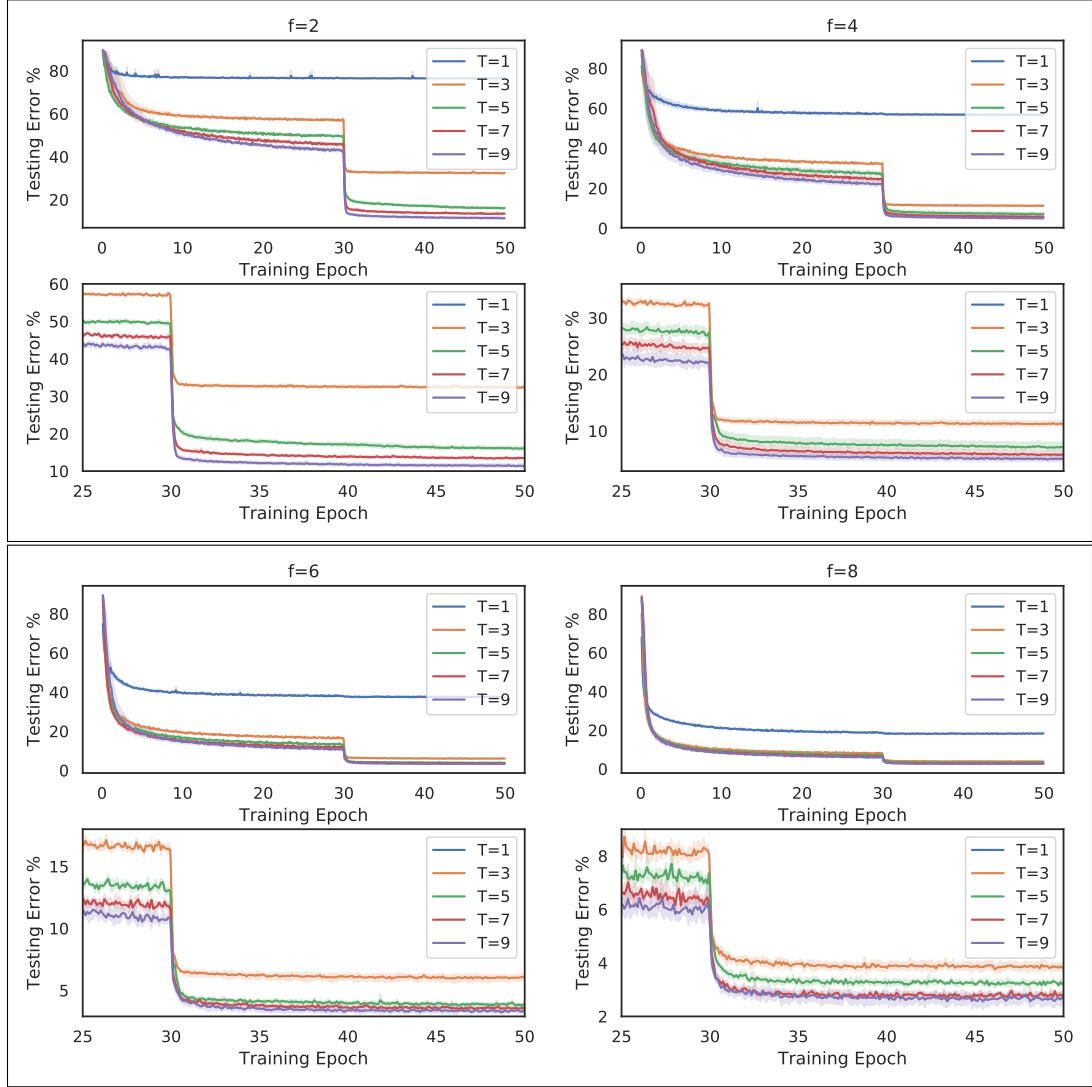 f=2
Testing Error %
80
60
40
20
0 10 20 30 40 50
Training Epoch
T=1
T=3
T=5
T=7
T=9
f=4
Testing Error %
80
60
40
20
0
0 10 20 30 40 50
Training Epoch
T=1
T=3
T=5
T=7
T=9
Testing Error %
60
50
40
30
20
10
25 30 35 40 45 50
Training Epoch
T=1
T=3
T=5
T=7
T=9
Testing Error %
30
20
10
25 30 35 40 45 50
Training Epoch
T=1
T=3
T=5
T=7
T=9
f=6
Testing Error %
80
60
40
20
0
0 10 20 30 40 50
Training Epoch
T=1
T=3
T=5
T=7
T=9
f=8
Testing Error %
80
60
40
20
0
0 10 20 30 40 50
Training Epoch
T=1
T=3
T=5
T=7
T=9
Testing Error %
15
10
5
25 30 35 40 45 50
Training Epoch
T=1
T=3
T=5
T=7
T=9
Testing Error %
8
6
4
2
25 30 35 40 45 50
Training Epoch
T=1
T=3
T=5
T=7
T=9